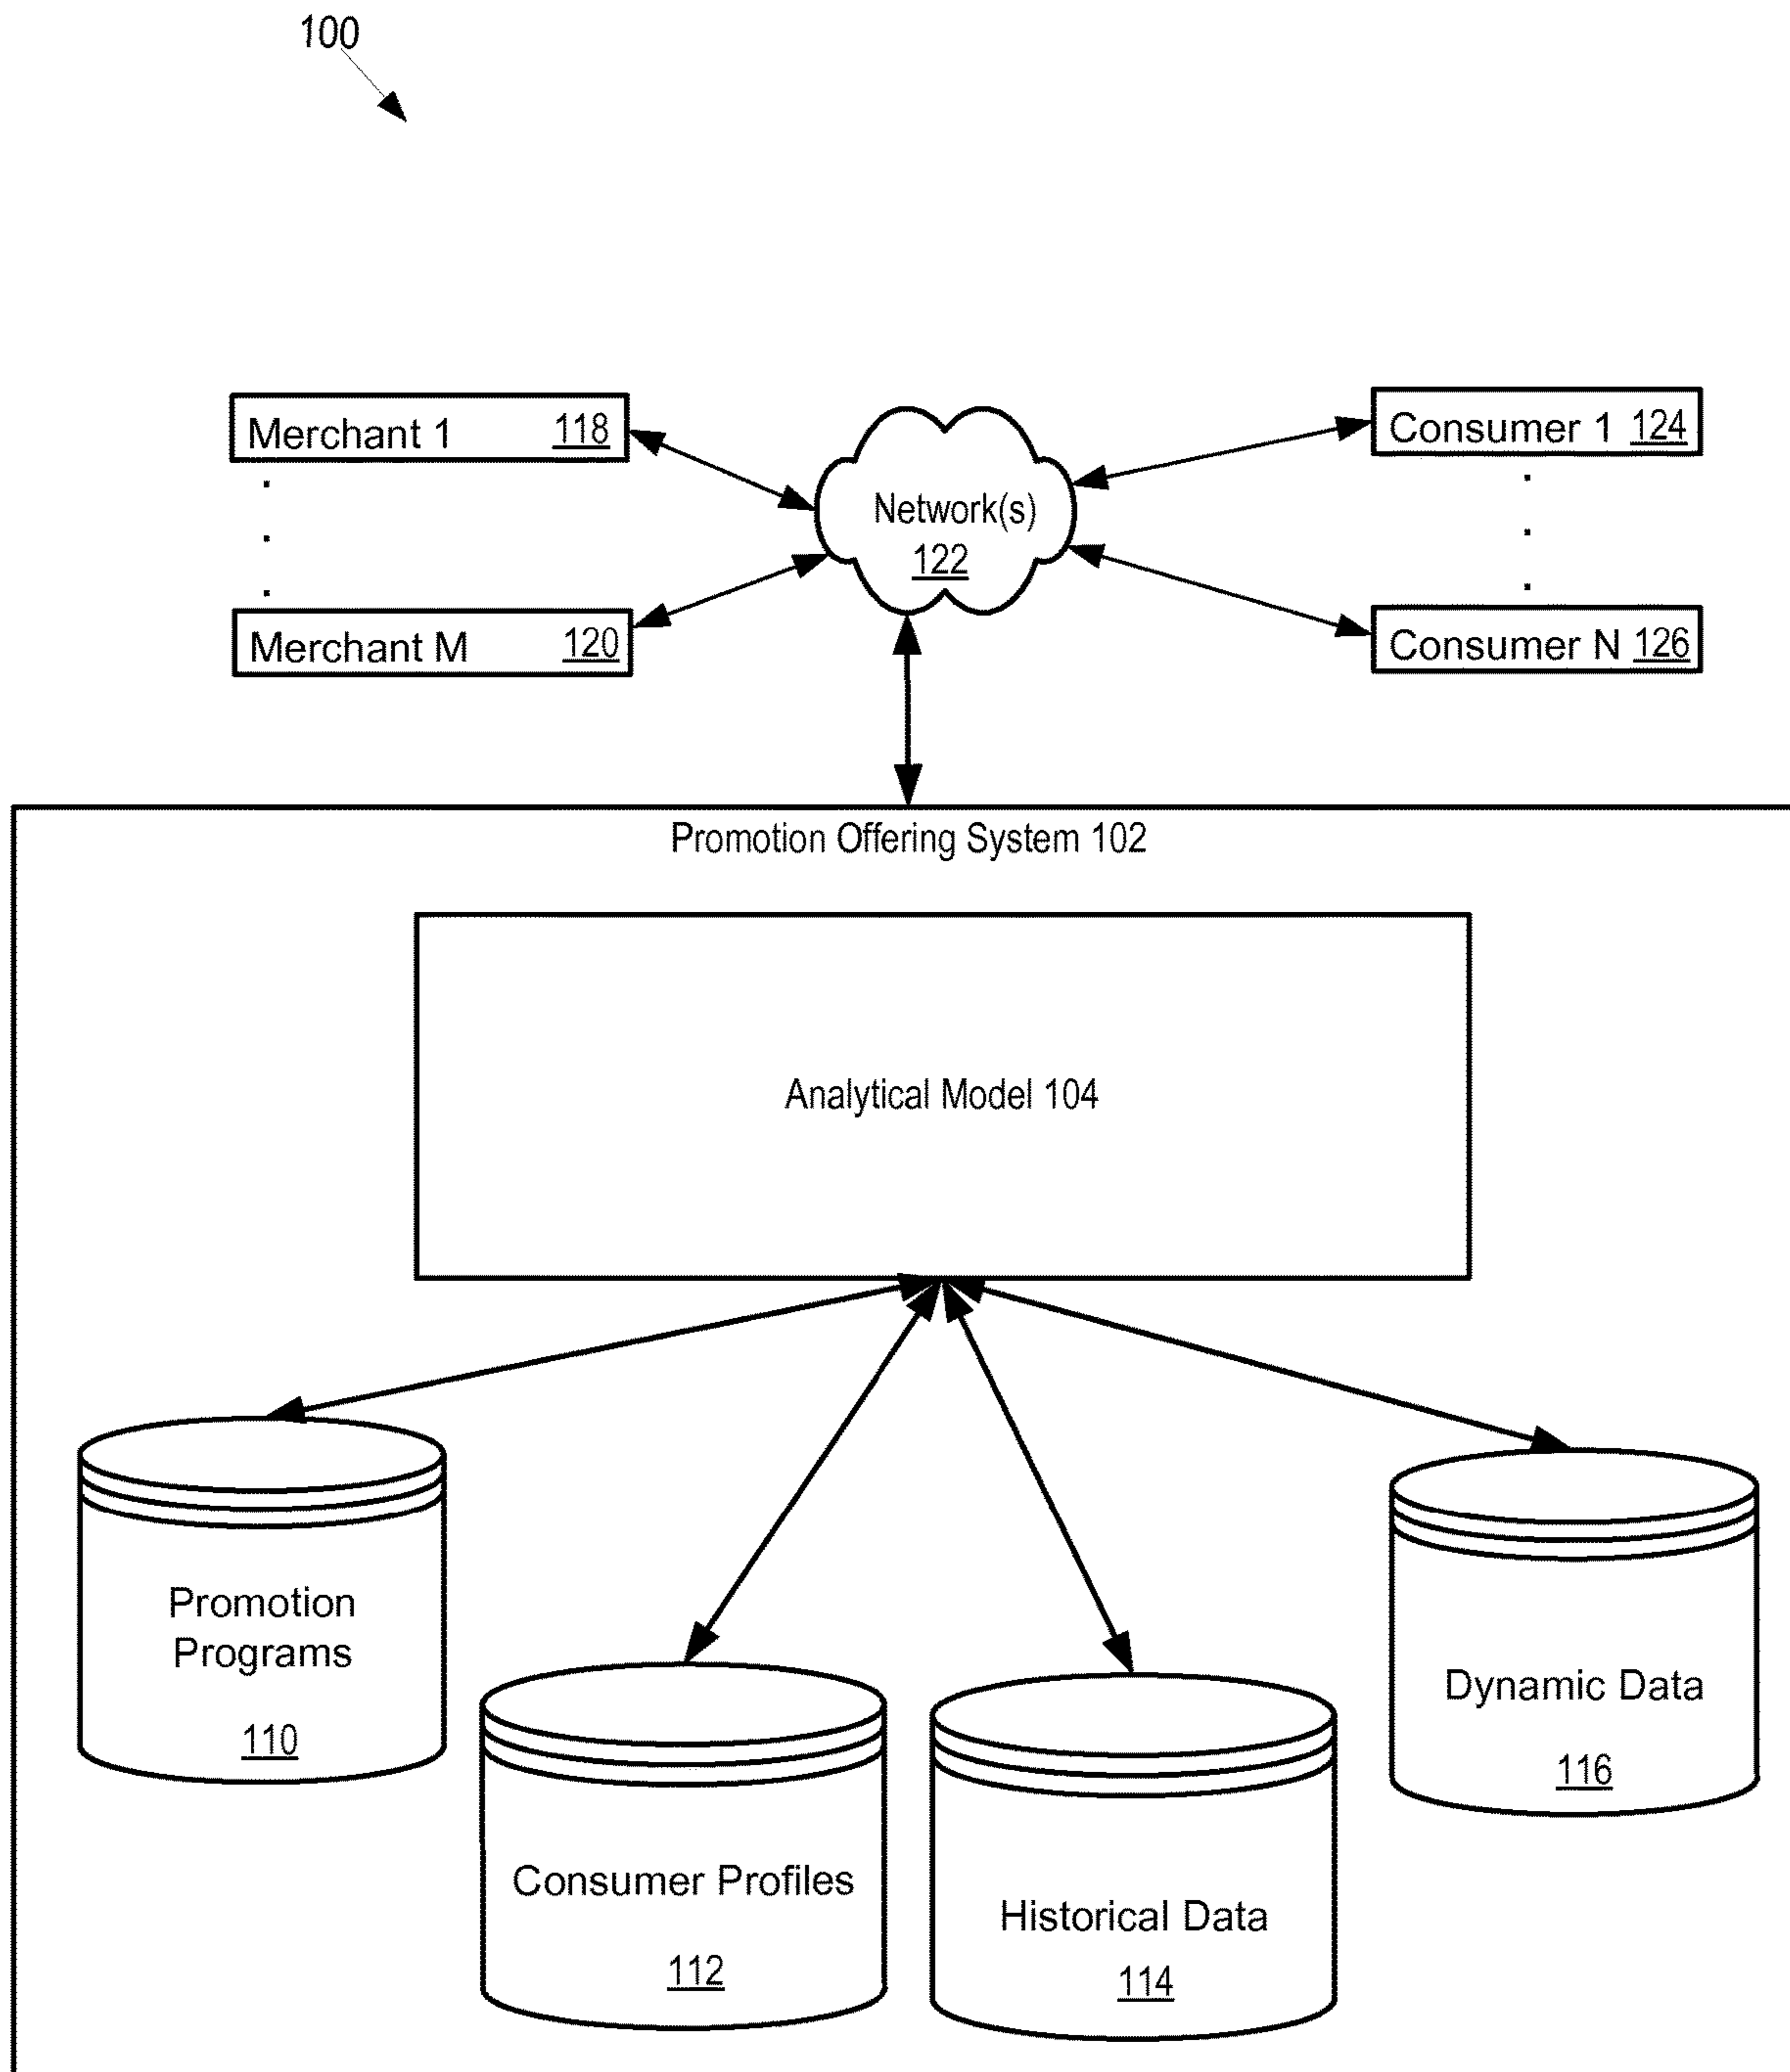 100
Merchant 1 118
Consumer 1 124
Network(s)
122
Merchant M 120
Consumer N 126
Promotion Offering System 102
Analytical Model 104
Promotion
Programs
110
Dynamic Data
116
Consumer Profiles
112
Historical Data
114